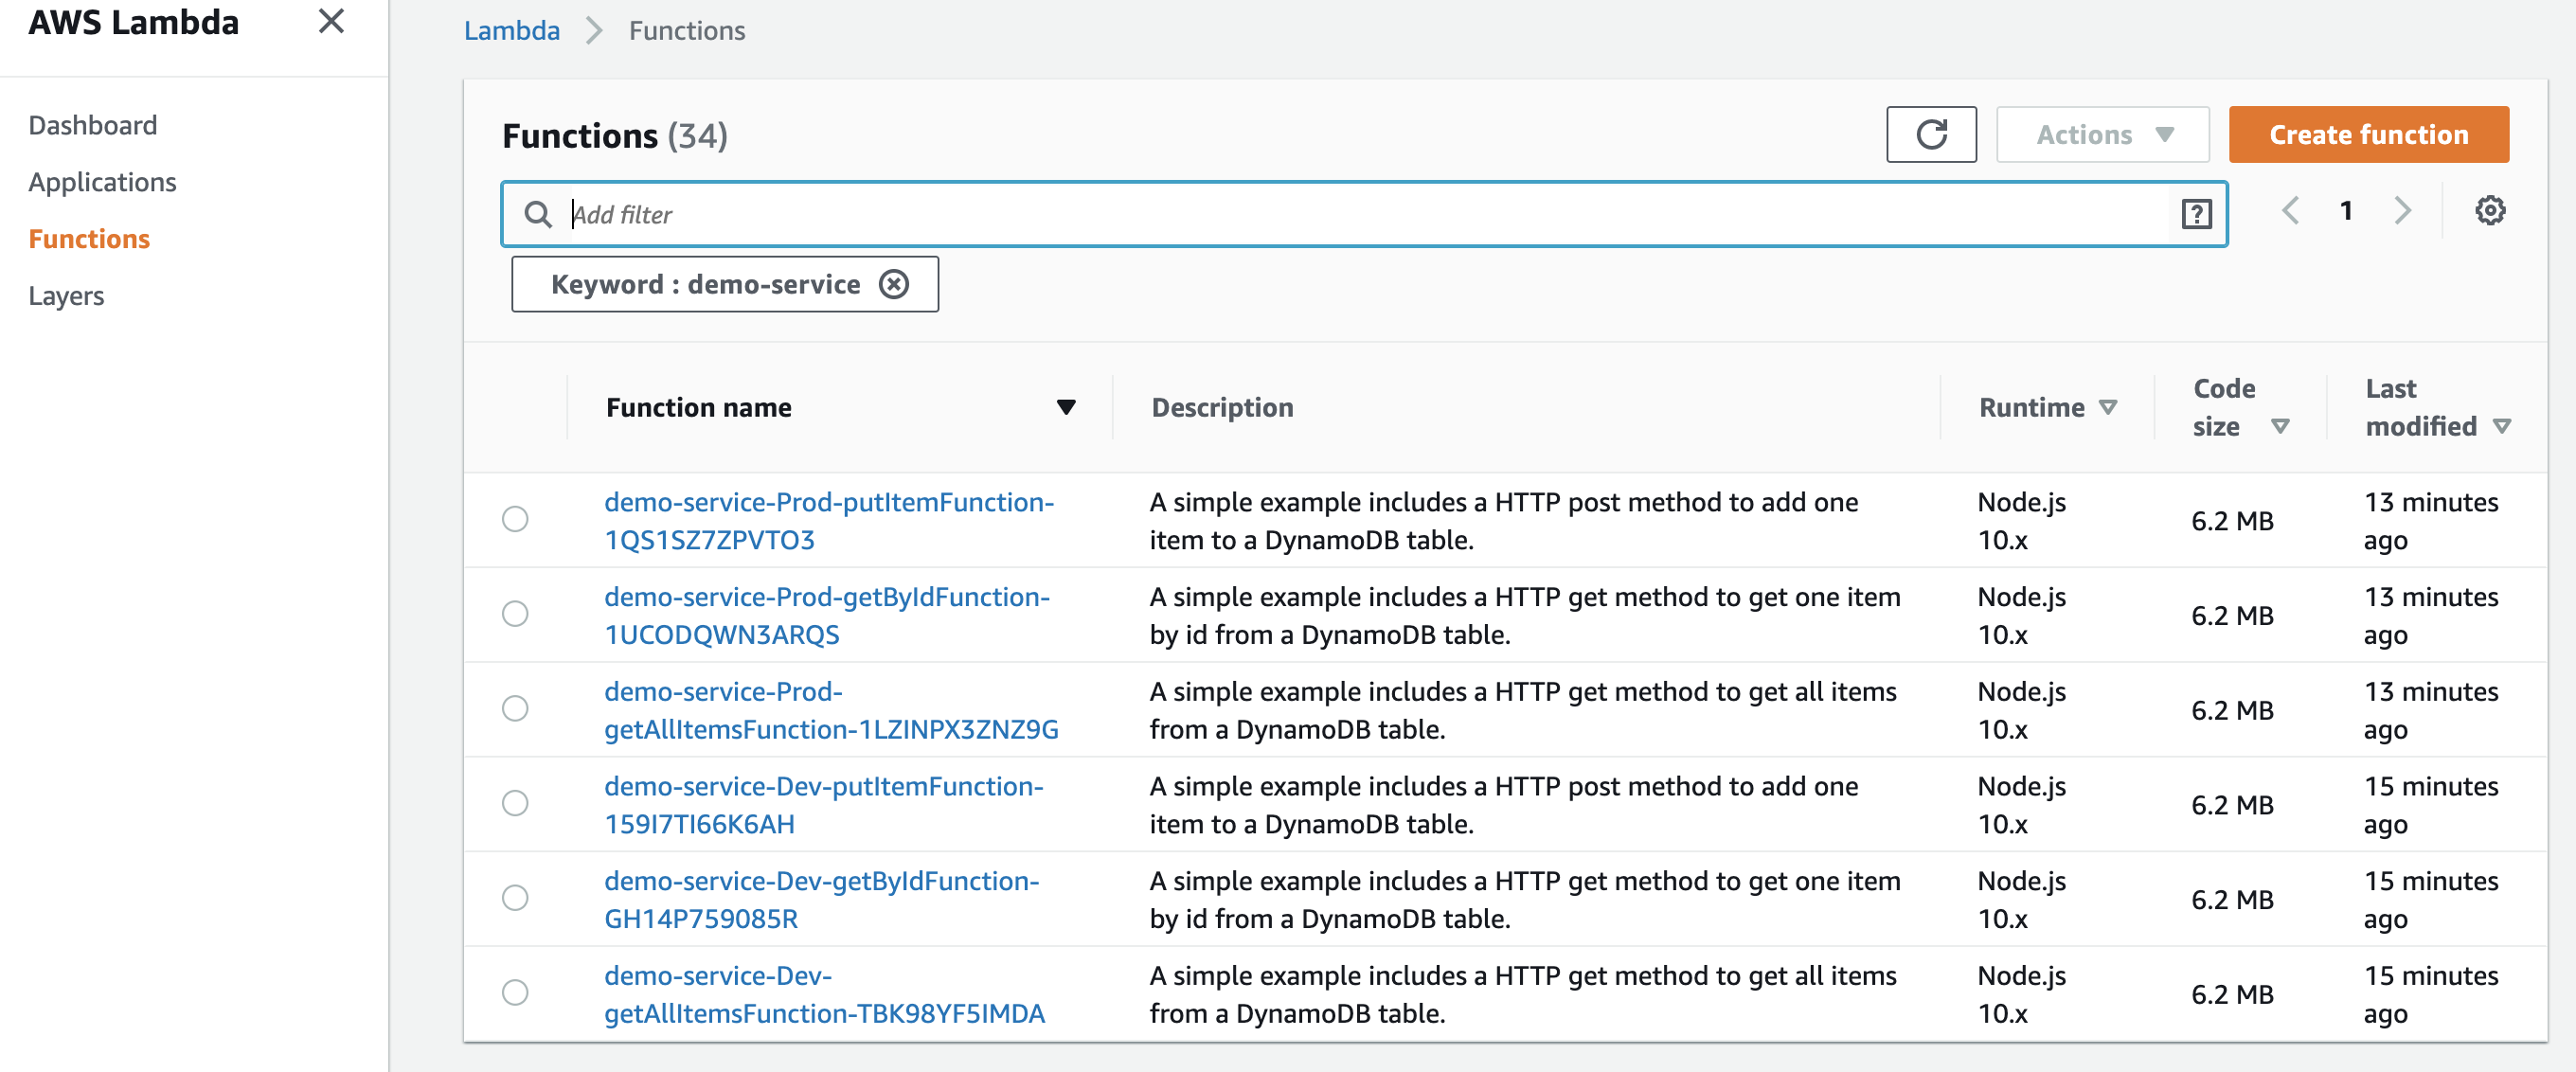 AWS Lambda
Dashboard
Applications
Functions
Layers
Lambda > Functions
Functions (34)
Actions
Create function
Add filter
1
Keyword : demo-service
Function name
Description
Runtime
Code size
Last modified
demo-service-Prod-putItemFunction-
1QS1SZ7ZPVTO3
A simple example includes a HTTP post method to add one
item to a DynamoDB table.
Node.js
10.x
6.2 MB
13 minutes
ago
demo-service-Prod-getByIdFunction-
1UCODQWN3ARQS
A simple example includes a HTTP get method to get one item
by id from a DynamoDB table.
Node.js
10.x
6.2 MB
13 minutes
ago
demo-service-Prod-
getAllItemsFunction-1LZINPX3ZNZ9G
A simple example includes a HTTP get method to get all items
from a DynamoDB table.
Node.js
10.x
6.2 MB
13 minutes
ago
demo-service-Dev-putItemFunction-
159I7TI66K6AH
A simple example includes a HTTP post method to add one
item to a DynamoDB table.
Node.js
10.x
6.2 MB
15 minutes
ago
demo-service-Dev-getByIdFunction-
GH14P759085R
A simple example includes a HTTP get method to get one item
by id from a DynamoDB table.
Node.js
10.x
6.2 MB
15 minutes
ago
demo-service-Dev-
getAllItemsFunction-TBK98YF5IMDA
A simple example includes a HTTP get method to get all items
from a DynamoDB table.
Node.js
10.x
6.2 MB
15 minutes
ago